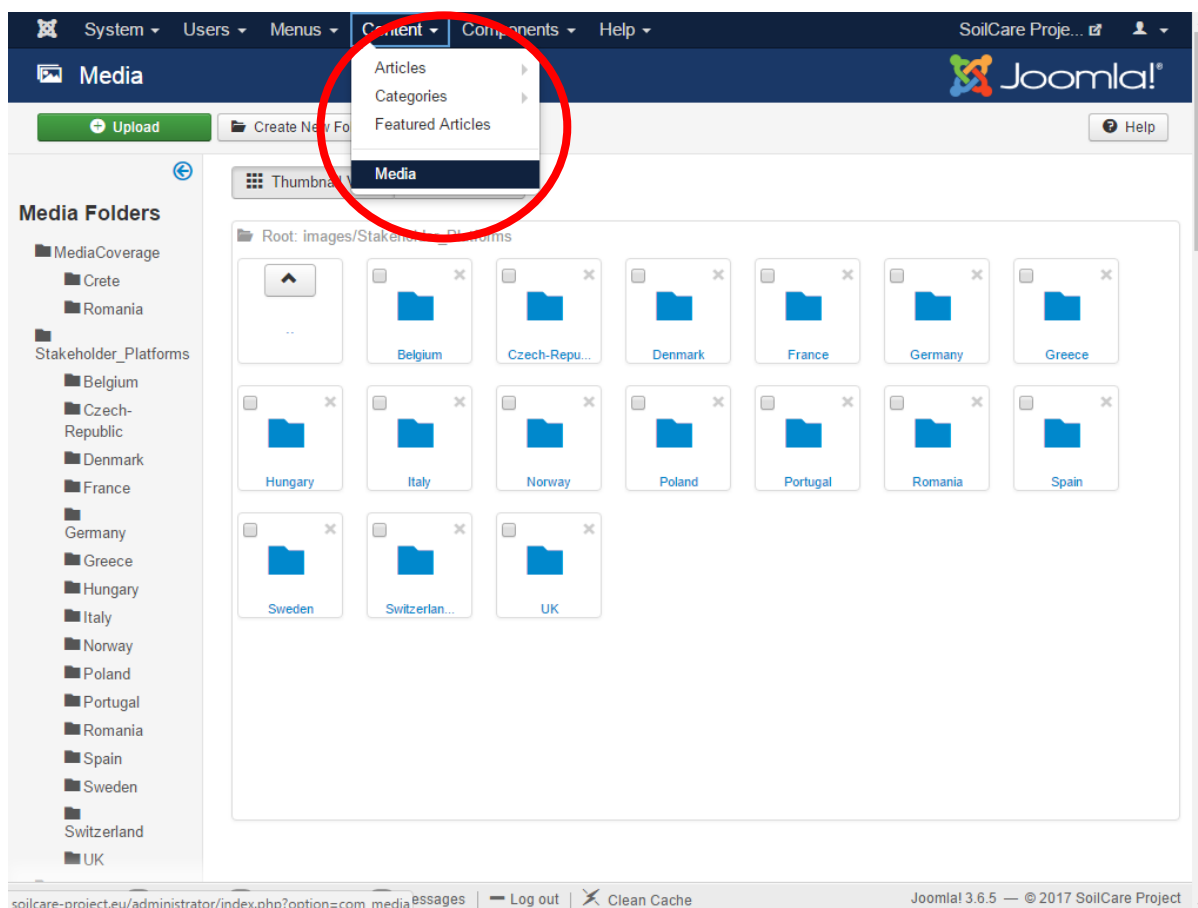 System Users Menus Content Components Help SoilCare Proje...
Media
Joomla!®
Articles
Categories
Featured Articles
Media
Upload
Create New Fo
Help
Thumbnail V
Media Folders
MediaCoverage
Crete
Romania
Stakeholder_Platforms
Belgium
Czech-
Republic
Denmark
France
Germany
Greece
Hungary
Italy
Norway
Poland
Portugal
Romania
Spain
Sweden
Switzerland
UK
Root: images/Stakeholder_Platforms
..
Belgium Czech-Repu... Denmark France Germany Greece
Hungary Italy Norway Poland Portugal Romania Spain
Sweden Switzerlan... UK
soilcare-project.eu/administrator/index.php?option=com_media
essages Log out Clean Cache
Joomla! 3.6.5 — © 2017 SoilCare Project